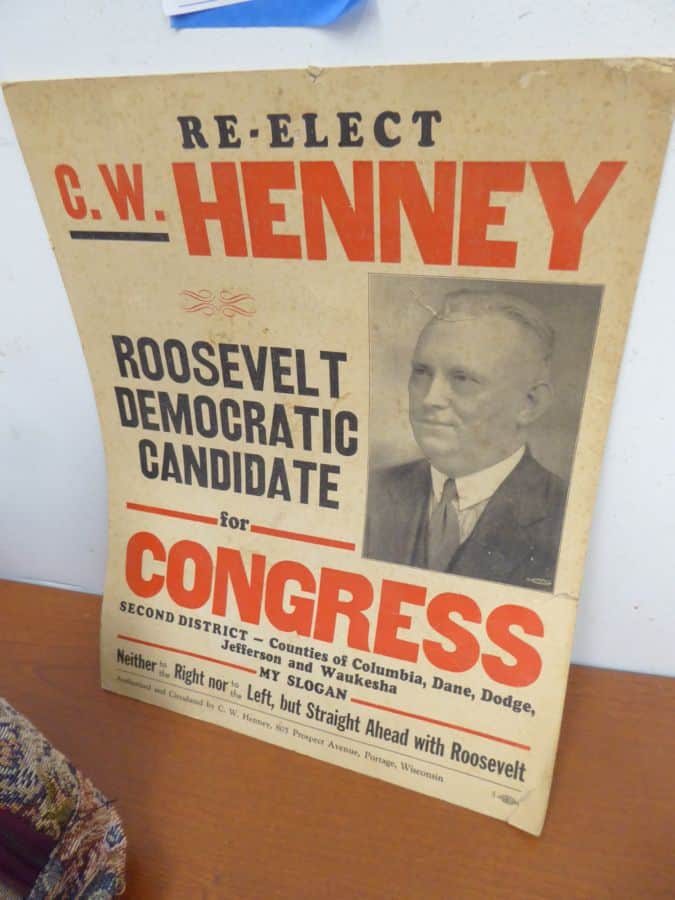 RE-ELECT
C. W. HENNEY
ROOSEVELT
DEMOCRATIC
CANDIDATE
for
CONGRESS
SECOND DISTRICT – Counties of Columbia, Dane, Dodge,
Jefferson and Waukesha
MY SLOGAN
Neither to the Right nor to the Left, but Straight Ahead with Roosevelt
Authorized and Circulated by C. W. Henney, 805 Prospect Avenue, Portage, Wisconsin